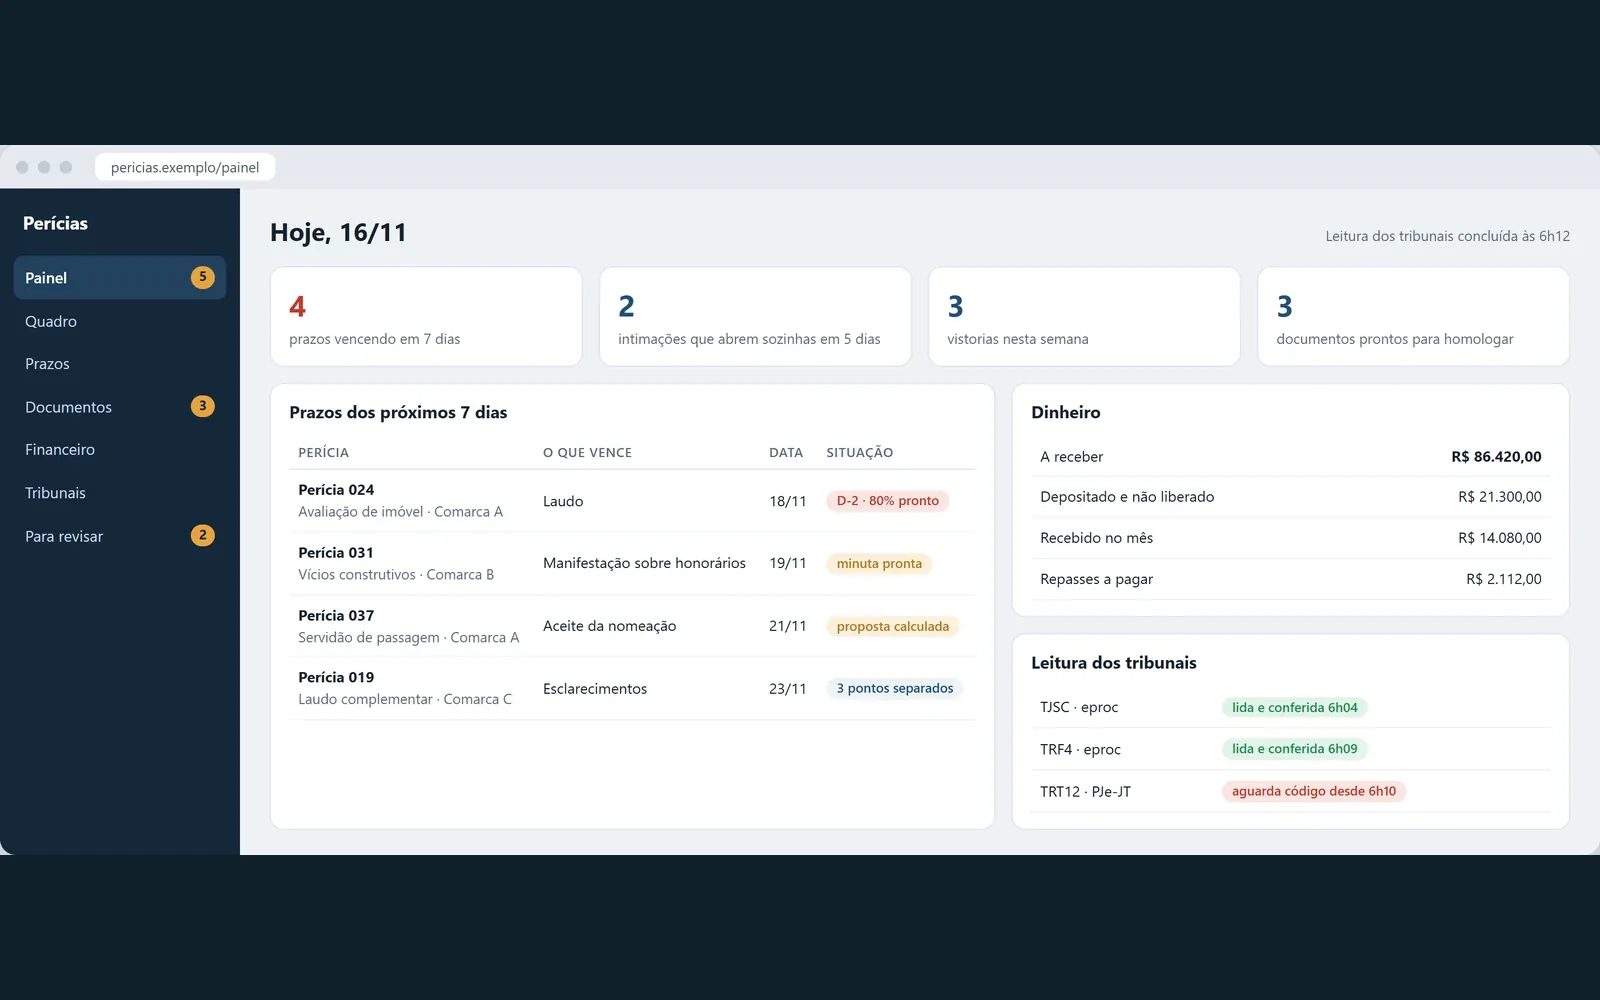 pericias.exemplo/painel
Perícias
Painel 5
Quadro
Prazos
Documentos 3
Financeiro
Tribunais
Para revisar 2
Hoje, 16/11
Leitura dos tribunais concluída às 6h12
4
prazos vencendo em 7 dias
2
intimações que abrem sozinhas em 5 dias
3
vistorias nesta semana
3
documentos prontos para homologar
Prazos dos próximos 7 dias
PERÍCIA O QUE VENCE DATA SITUAÇÃO
Perícia 024
Avaliação de imóvel · Comarca A
Laudo 18/11 D-2 · 80% pronto
Perícia 031
Vícios construtivos · Comarca B
Manifestação sobre honorários 19/11 minuta pronta
Perícia 037
Servidão de passagem · Comarca A
Aceite da nomeação 21/11 proposta calculada
Perícia 019
Laudo complementar · Comarca C
Esclarecimentos 23/11 3 pontos separados
Dinheiro
A receber R$ 86.420,00
Depositado e não liberado R$ 21.300,00
Recebido no mês R$ 14.080,00
Repasses a pagar R$ 2.112,00
Leitura dos tribunais
TJSC · eproc lida e conferida 6h04
TRF4 · eproc lida e conferida 6h09
TRT12 · PJe-JT aguarda código desde 6h10